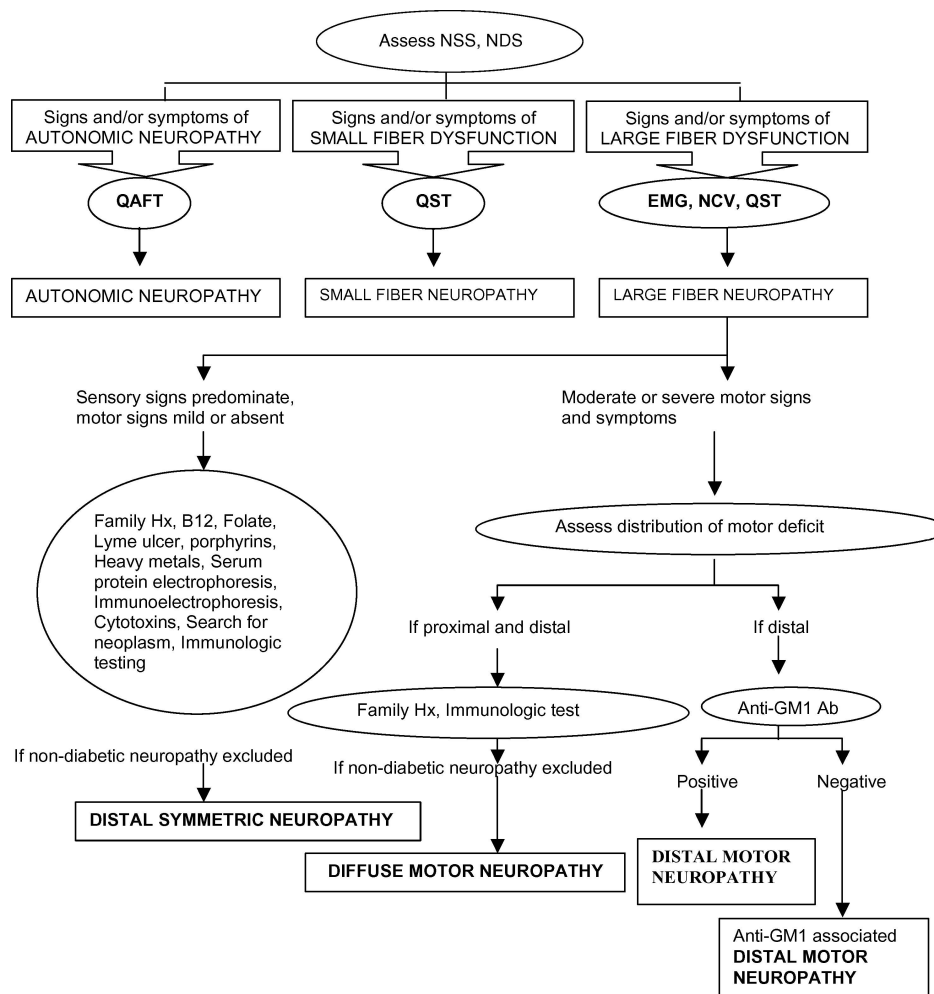 Assess NSS, NDS
Signs and/or symptoms of
AUTONOMIC NEUROPATHY
Signs and/or symptoms of
SMALL FIBER DYSFUNCTION
Signs and/or symptoms of
LARGE FIBER DYSFUNCTION
QAFT
QST
EMG, NCV, QST
AUTONOMIC NEUROPATHY
SMALL FIBER NEUROPATHY
LARGE FIBER NEUROPATHY
Sensory signs predominate,
motor signs mild or absent
Moderate or severe motor signs
and symptoms
Family Hx, B12, Folate,
Lyme ulcer, porphyrins,
Heavy metals, Serum
protein electrophoresis,
Immunoelectrophoresis,
Cytotoxins, Search for
neoplasm, Immunologic
testing
Assess distribution of motor deficit
If proximal and distal
If distal
Family Hx, Immunologic test
Anti-GM1 Ab
If non-diabetic neuropathy excluded
If non-diabetic neuropathy excluded
Positive
Negative
DISTAL SYMMETRIC NEUROPATHY
DIFFUSE MOTOR NEUROPATHY
DISTAL MOTOR
NEUROPATHY
Anti-GM1 associated
DISTAL MOTOR
NEUROPATHY